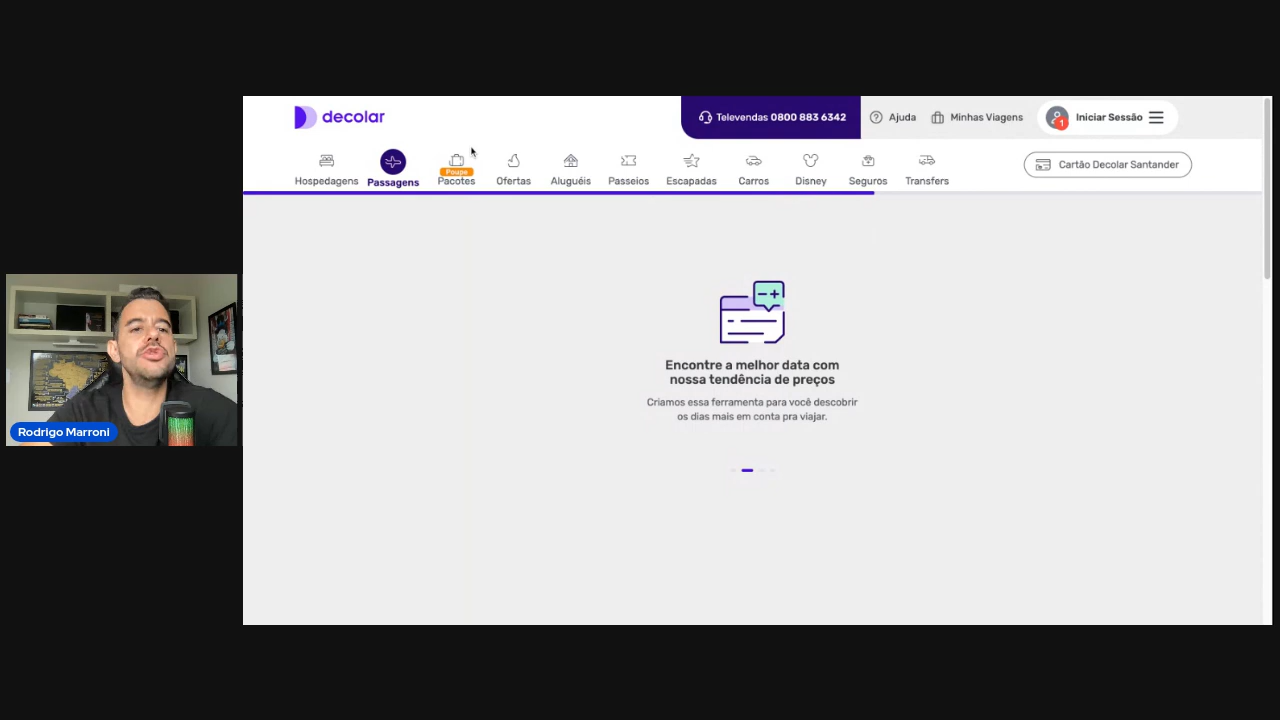 decolar
Televendas 0800 883 6342
Ajuda
Minhas Viagens
1
Iniciar Sessão
Hospedagens
Passagens
Poupe
Pacotes
Ofertas
Aluguéis
Passeios
Escapadas
Carros
Disney
Seguros
Transfers
Cartão Decolar Santander
Encontre a melhor data com
nossa tendência de preços
Criamos essa ferramenta para você descobrir
os dias mais em conta pra viajar.
Rodrigo Marroni